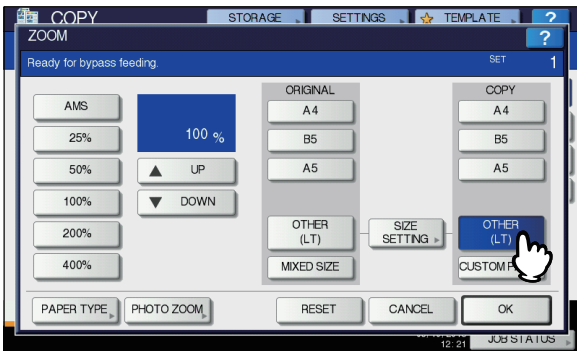 COPY
STORAGE
SETTINGS
TEMPLATE
?
ZOOM
?
Ready for bypass feeding.
SET 1
ORIGINAL
COPY
AMS
25%
50%
100%
200%
400%
100 %
UP
DOWN
A4
B5
A5
OTHER
(LT)
MIXED SIZE
SIZE
SETTING
A4
B5
A5
OTHER
(LT)
CUSTOM
PAPER TYPE
PHOTO ZOOM
RESET
CANCEL
OK
12:21
JOB STATUS